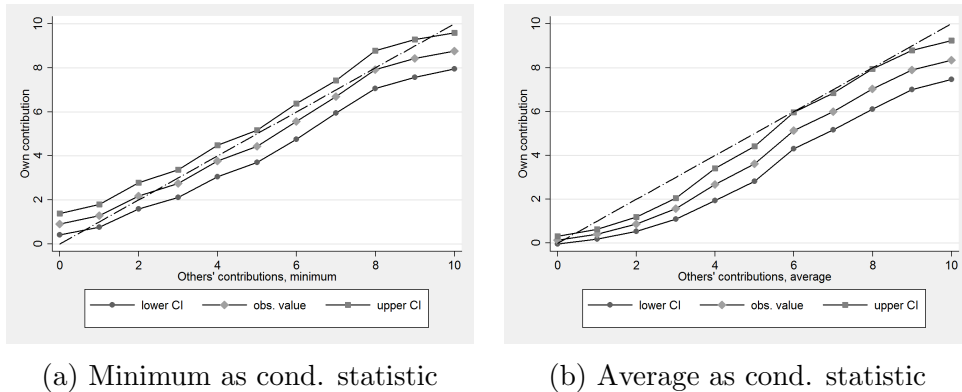 10
8
6
4
2
0
Own contribution
0 2 4 6 8 10
Others' contributions, minimum
lower CI obs. value upper CI
(a) Minimum as cond. statistic
10
8
6
4
2
0
Own contribution
0 2 4 6 8 10
Others' contributions, average
lower CI obs. value upper CI
(b) Average as cond. statistic